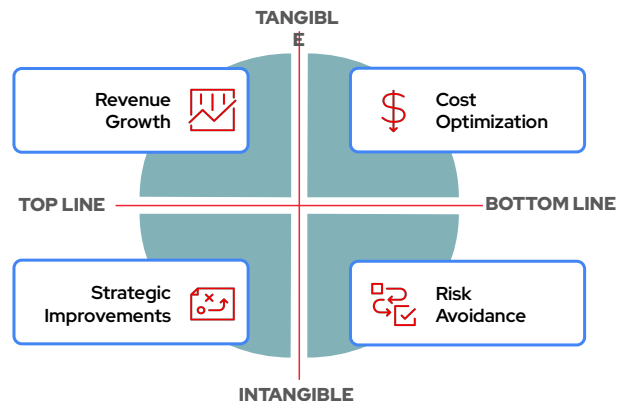 TANGIBL
E
Revenue
Growth
Cost
Optimization
TOP LINE
BOTTOM LINE
Strategic
Improvements
Risk
Avoidance
INTANGIBLE